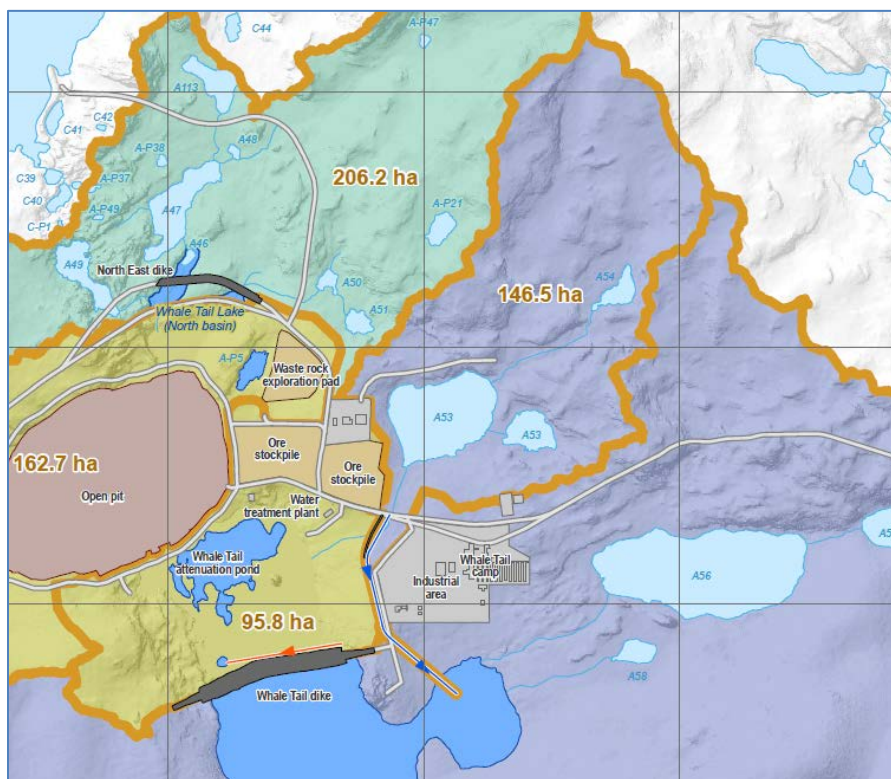 C44
A-P47
A113
C42
C41
A-P38
A48
C39
A-P37
206.2 ha
C40
A-P49
A47
A-P21
C-P1
A46
A49
North East dike
A50
A54
146.5 ha
Whale Tail Lake
(North basin)
A51
A-P5
Waste rock
exploration pad
A53
A53
Ore
stockpile
162.7 ha
Ore
stockpile
Open pit
Water
treatment plant
Whale Tail
attenuation pond
Whale Tail
camp
Industrial
area
A56
95.8 ha
A58
Whale Tail dike